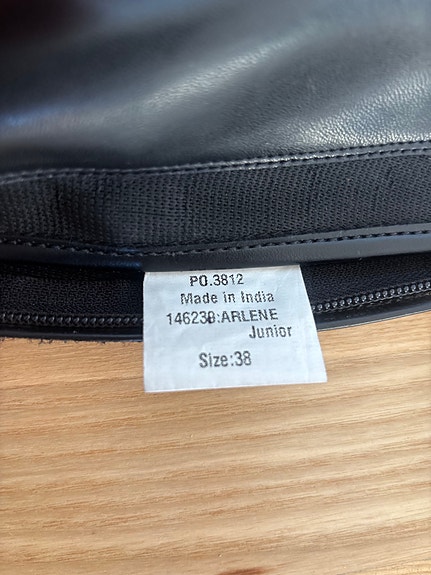 PO.3812
Made in India
146238:ARLENE
Junior
Size:38